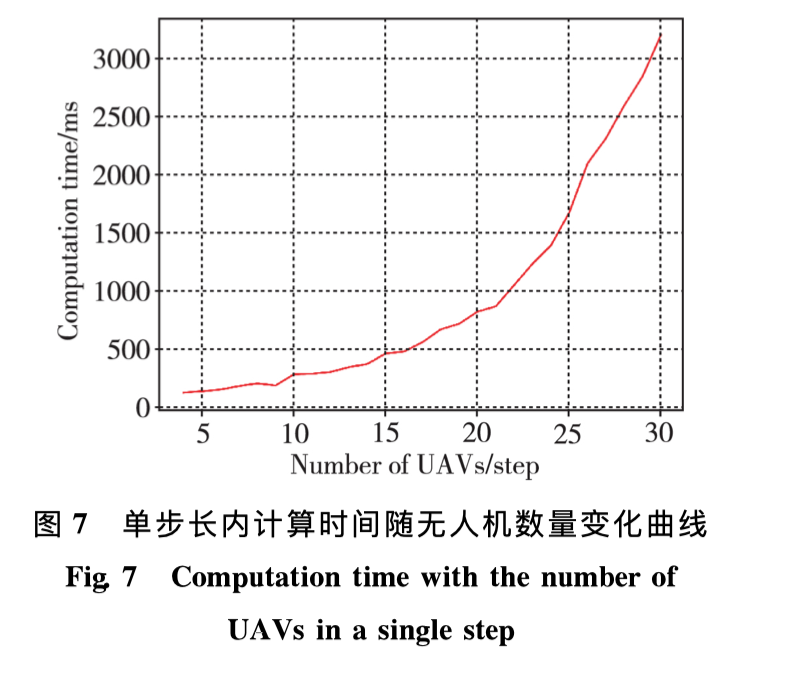 3000
2500
2000
1500
1000
500
0
Computation time/ms
5 10 15 20 25 30
Number of UAVs/step
图 7 单步长内计算时间随无人机数量变化曲线
Fig. 7 Computation time with the number of
UAVs in a single step